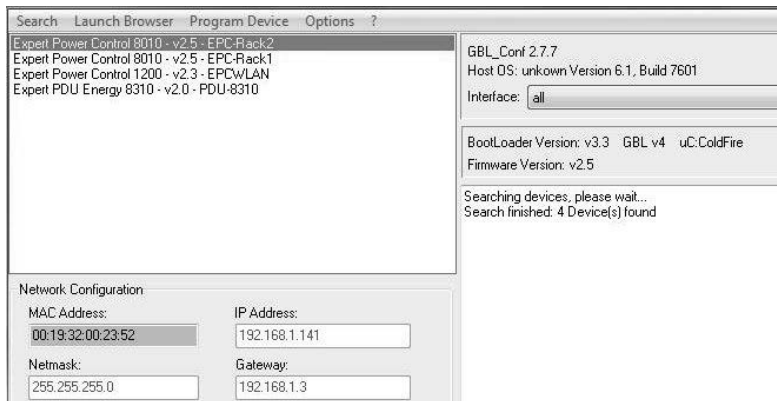 Search Launch Browser Program Device Options ?
Expert Power Control 8010 - v2.5 - EPC-Rack2
Expert Power Control 8010 - v2.5 - EPC-Rack1
Expert Power Control 1200 - v2.3 - EPCWLAN
Expert PDU Energy 8310 - v2.0 - PDU-8310
GBL_Conf 2.7.7
Host OS: unkown Version 6.1, Build 7601
Interface: all
BootLoader Version: v3.3 GBL v4 uC:ColdFire
Firmware Version: v2.5
Searching devices, please wait...
Search finished: 4 Device(s) found
Network Configuration
MAC Address: IP Address:
00:19:32:00:23:52 192.168.1.141
Netmask: Gateway:
255.255.255.0 192.168.1.3